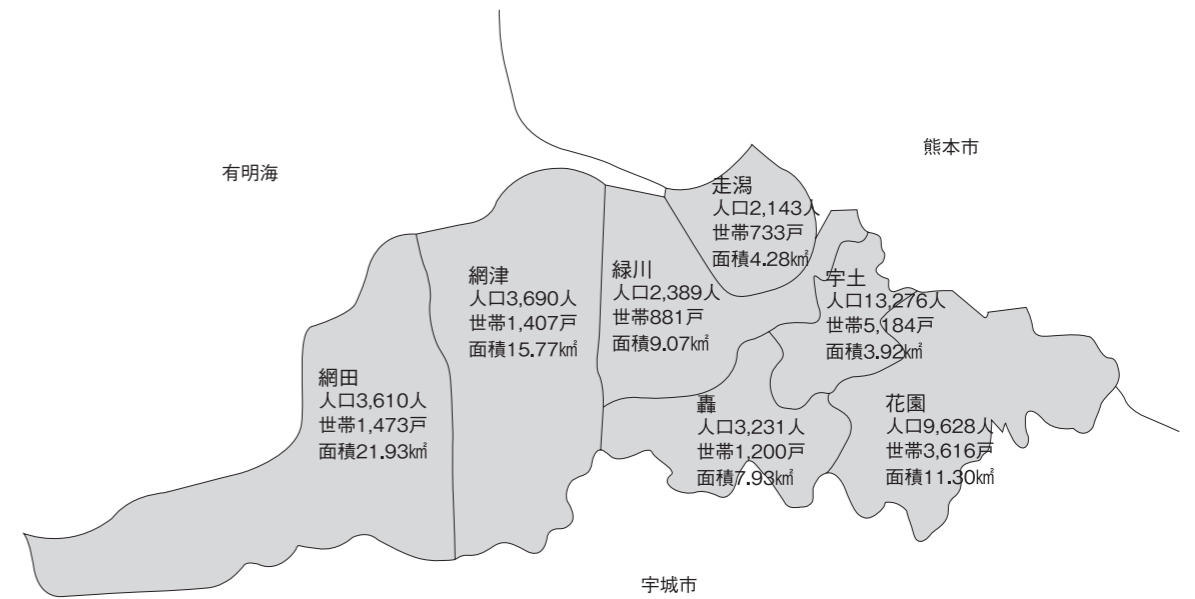 熊本市
有明海
走潟
人口2,143人
世帯733戸
面積4.28㎢
網津
人口3,690人
世帯1,407戸
面積15.77㎢
緑川
人口2,389人
世帯881戸
面積9.07㎢
宇土
人口13,276人
世帯5,184戸
面積3.92㎢
網田
人口3,610人
世帯1,473戸
面積21.93㎢
轟
人口3,231人
世帯1,200戸
面積7.93㎢
花園
人口9,628人
世帯3,616戸
面積11.30㎢
宇城市